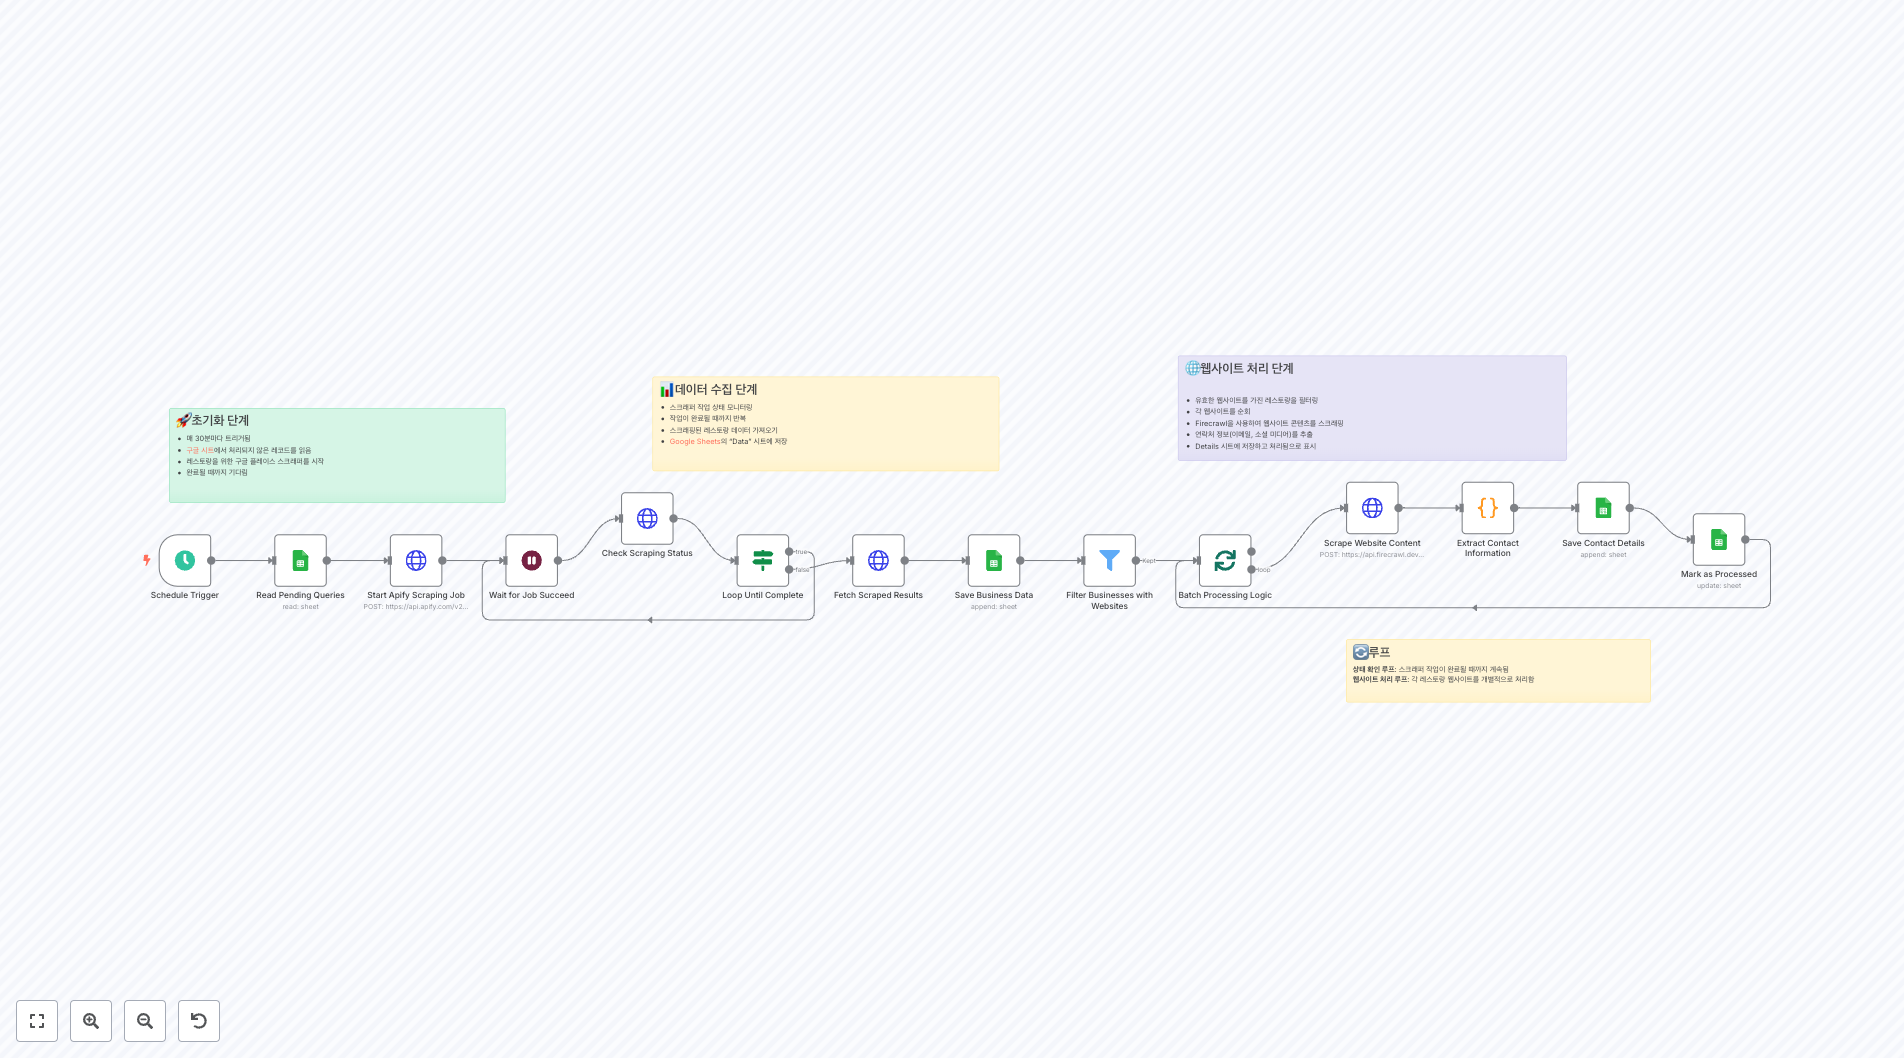 🚀초기화 단계
매 30분마다 트리거됨
구글 시트에서 처리되지 않은 레코드를 읽음
레스토랑을 위한 구글 플레이스 스크래퍼를 시작
완료될 때까지 기다림
📊데이터 수집 단계
스크래퍼 작업 상태 모니터링
작업이 완료될 때까지 반복
스크래핑된 레스토랑 데이터 가져오기
Google Sheets의 "Data" 시트에 저장
🌐웹사이트 처리 단계
유효한 웹사이트를 가진 레스토랑을 필터링
각 웹사이트를 순회
Firecrawl을 사용하여 웹사이트 콘텐츠를 스크래핑
연락처 정보(이메일, 소셜 미디어)를 추출
Details 시트에 저장하고 처리됨으로 표시
Schedule Trigger
Read Pending Queries
read: sheet
Start Apify Scraping Job
POST: https://api.apify.com/v2...
Wait for Job Succeed
Check Scraping Status
Loop Until Complete
true
false
Fetch Scraped Results
Save Business Data
append: sheet
Filter Businesses with
Websites
Kept
Batch Processing Logic
loop
Scrape Website Content
POST: https://api.firecrawl.dev...
Extract Contact
Information
Save Contact Details
append: sheet
Mark as Processed
update: sheet
🔄루프
상태 확인 루프: 스크래퍼 작업이 완료될 때까지 계속됨
웹사이트 처리 루프: 각 레스토랑 웹사이트를 개별적으로 처리함